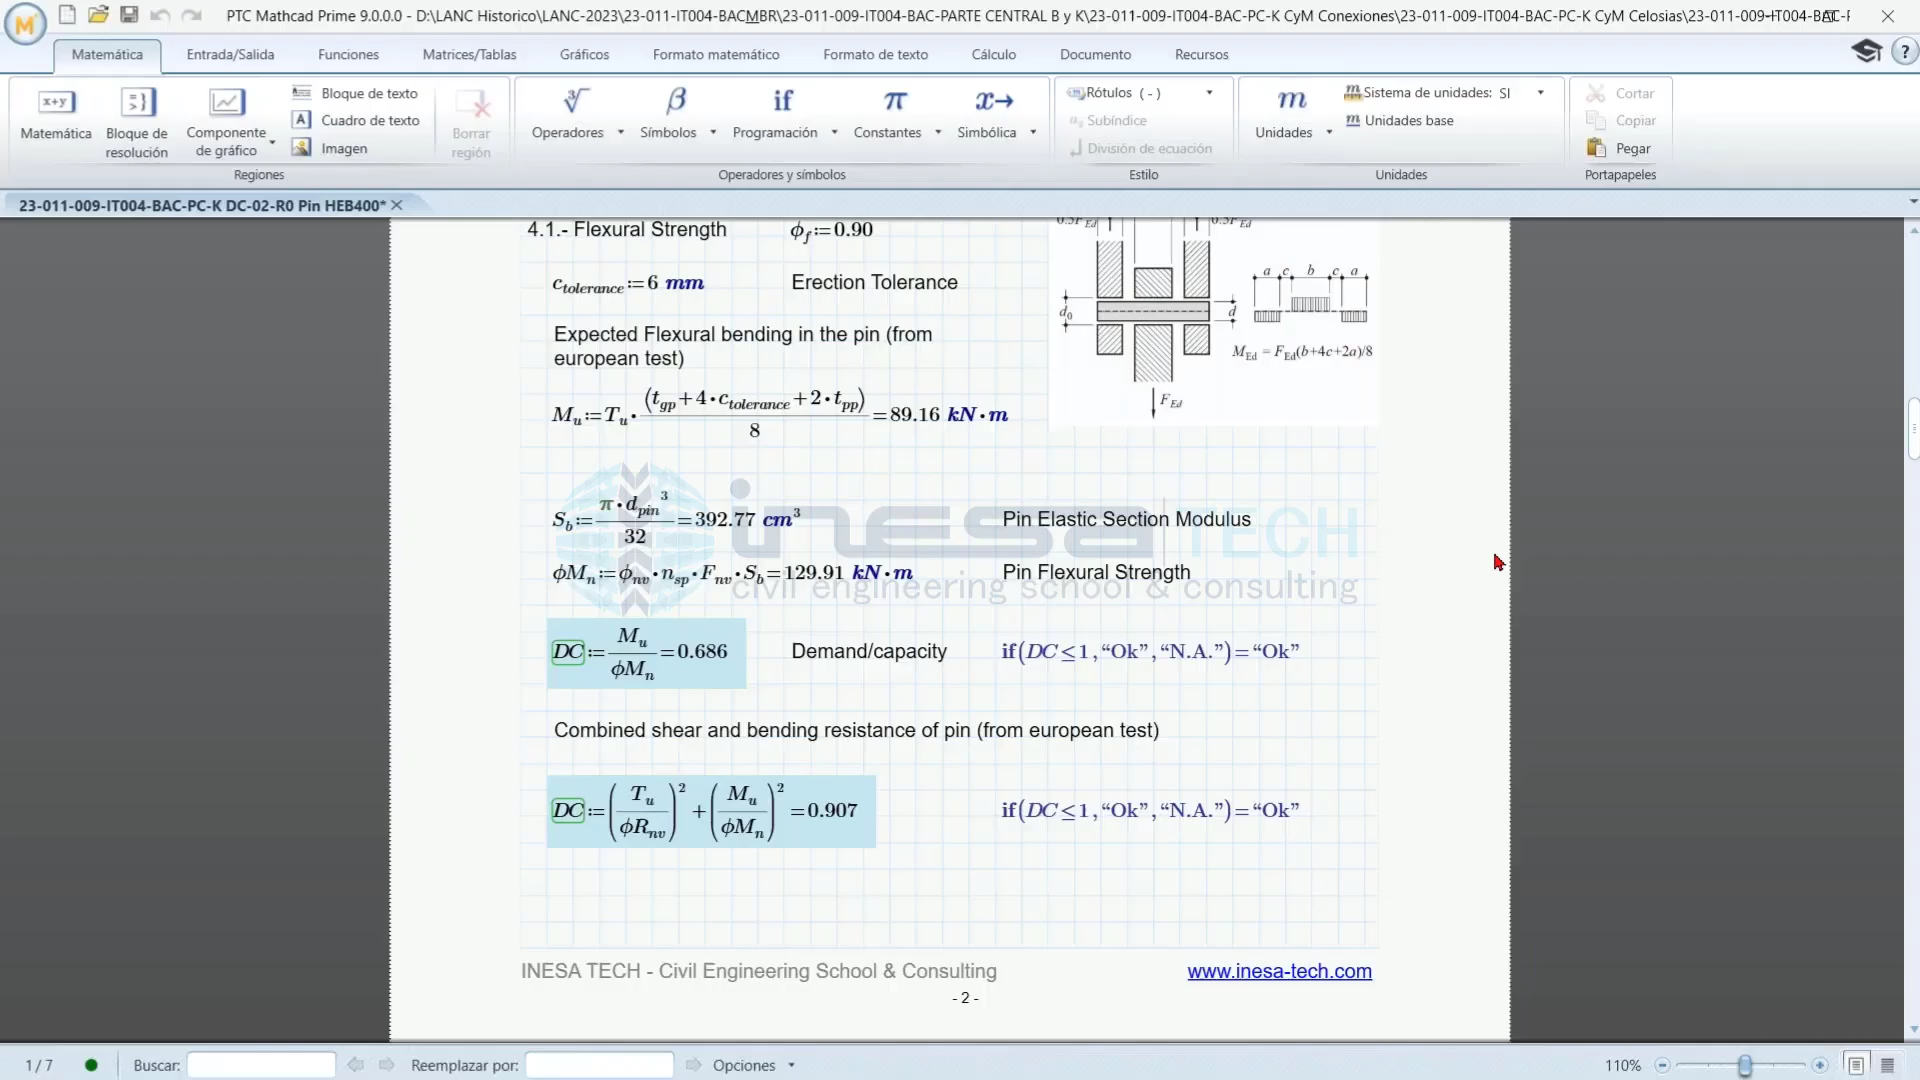 PTC Mathcad Prime 9.0.0.0 - D:\LANC Historico\LANC-2023\23-011-IT004-BACMBR\23-011-009-IT004-BAC-PARTE CENTRAL B y K\23-011-009-IT004-BAC-PC-K CyM Conexiones\23-011-009-IT004-BAC-PC-K CyM Celosias\23-011-009-IT004-BAC-F
Matemática Entrada/Salida Funciones Matrices/Tablas Gráficos Formato matemático Formato de texto Cálculo Documento Recursos
Matemática
Bloque de resolución
Componente de gráfico
Bloque de texto
Cuadro de texto
Imagen
Borrar región
Regiones
Operadores Símbolos Programación Constantes Simbólica
Operadores y símbolos
Rótulos ( - )
Subíndice
División de ecuación
Estilo
Unidades
Sistema de unidades: SI
Unidades base
Unidades
Cortar
Copiar
Pegar
Portapapeles
23-011-009-IT004-BAC-PC-K DC-02-R0 Pin HEB400*
4.1.- Flexural Strength ϕf:=0.90
0.5FEd 0.5FEd
ctolerance:=6 mm Erection Tolerance
a c b c a
d0 d
MEd = FEd(b+4c+2a)/8
FEd
Expected Flexural bending in the pin (from
european test)
Mu:=Tu•(tgp+4•ctolerance+2•tpp)/8=89.16 kN•m
inesa TECH
civil engineering school & consulting
Sb:=π•dpin³/32=392.77 cm³ Pin Elastic Section Modulus
ϕMn:=ϕnv•nsp•Fnv•Sb=129.91 kN•m Pin Flexural Strength
DC:=Mu/ϕMn=0.686 Demand/capacity if(DC≤1,“Ok”,“N.A.”)=“Ok”
Combined shear and bending resistance of pin (from european test)
DC:=(Tu/ϕRnv)²+(Mu/ϕMn)²=0.907 if(DC≤1,“Ok”,“N.A.”)=“Ok”
INESA TECH - Civil Engineering School & Consulting www.inesa-tech.com
- 2 -
1 / 7 Buscar: Reemplazar por: Opciones 110%